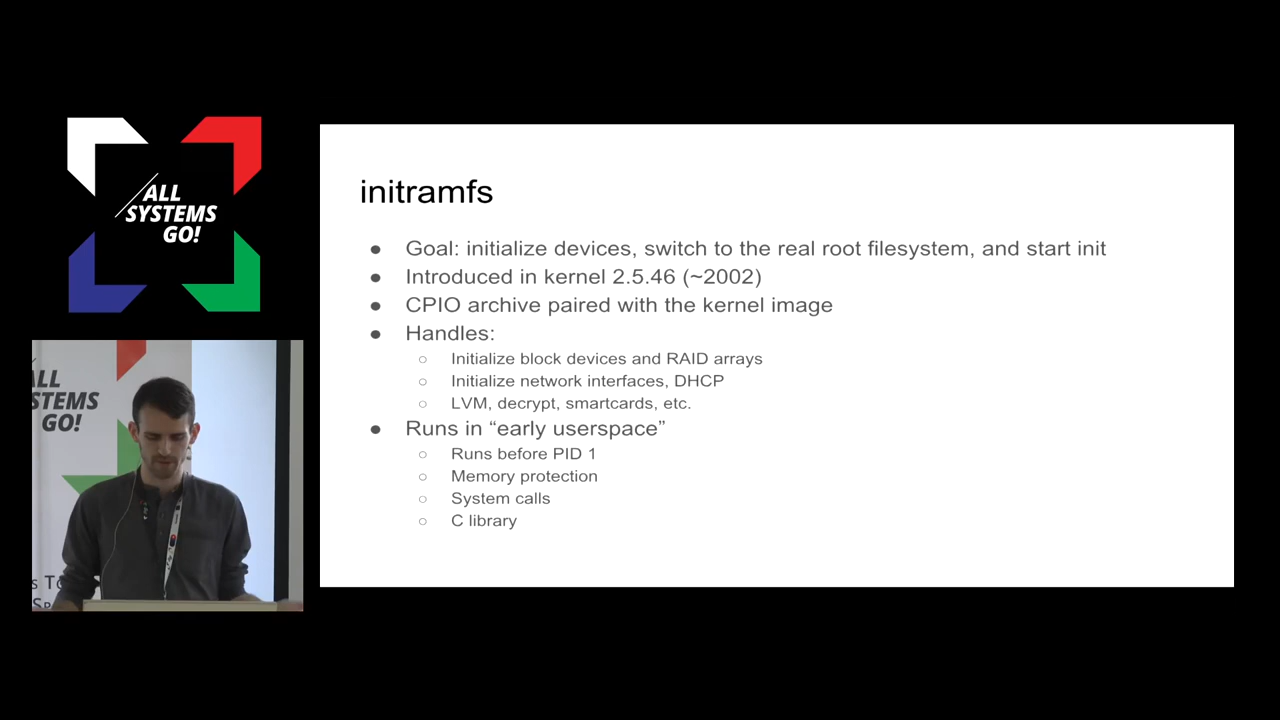 ALL
SYSTEMS
GO!
initramfs
● Goal: initialize devices, switch to the real root filesystem, and start init
● Introduced in kernel 2.5.46 (~2002)
● CPIO archive paired with the kernel image
● Handles:
○ Initialize block devices and RAID arrays
○ Initialize network interfaces, DHCP
○ LVM, decrypt, smartcards, etc.
● Runs in “early userspace”
○ Runs before PID 1
○ Memory protection
○ System calls
○ C library
ALL
STEMS
GO!